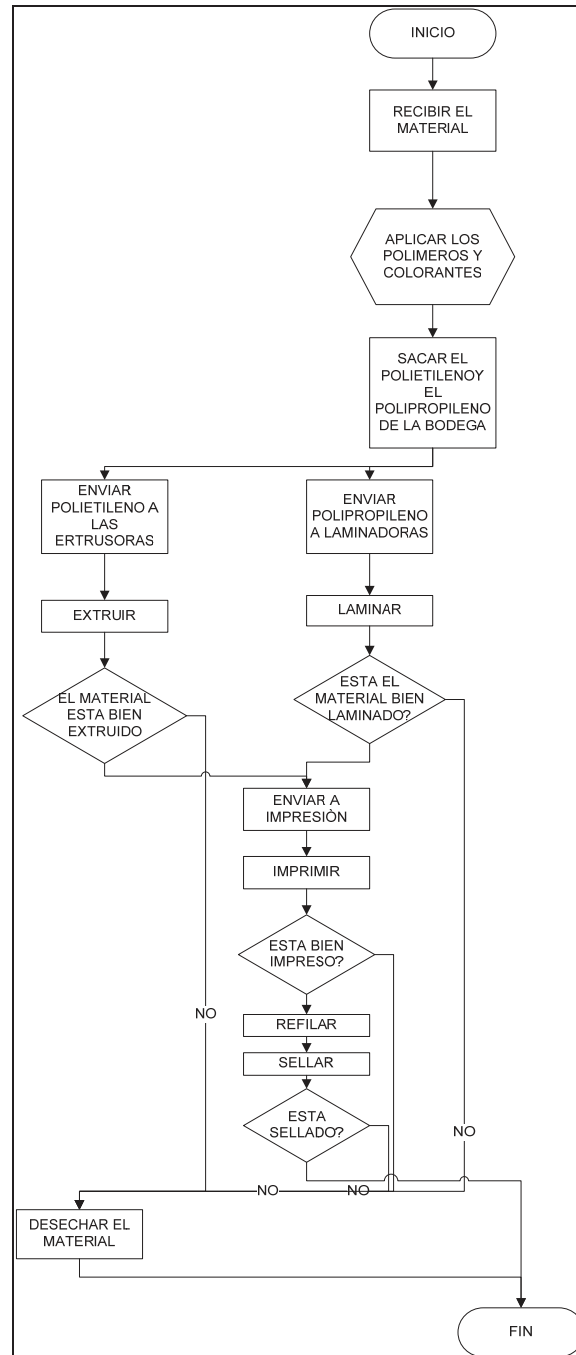 INICIO
RECIBIR EL
MATERIAL
APLICAR LOS
POLIMEROS Y
COLORANTES
SACAR EL
POLIETILENOY
EL
POLIPROPILENO
DE LA BODEGA
ENVIAR
POLIETILENO A
LAS
ERTRUSORAS
ENVIAR
POLIPROPILENO
A LAMINADORAS
EXTRUIR
LAMINAR
EL MATERIAL
ESTA BIEN
EXTRUIDO
ESTA EL
MATERIAL BIEN
LAMINADO?
ENVIAR A
IMPRESIÒN
IMPRIMIR
ESTA BIEN
IMPRESO?
NO
REFILAR
SELLAR
ESTA
SELLADO?
NO
NO
NO
DESECHAR EL
MATERIAL
FIN